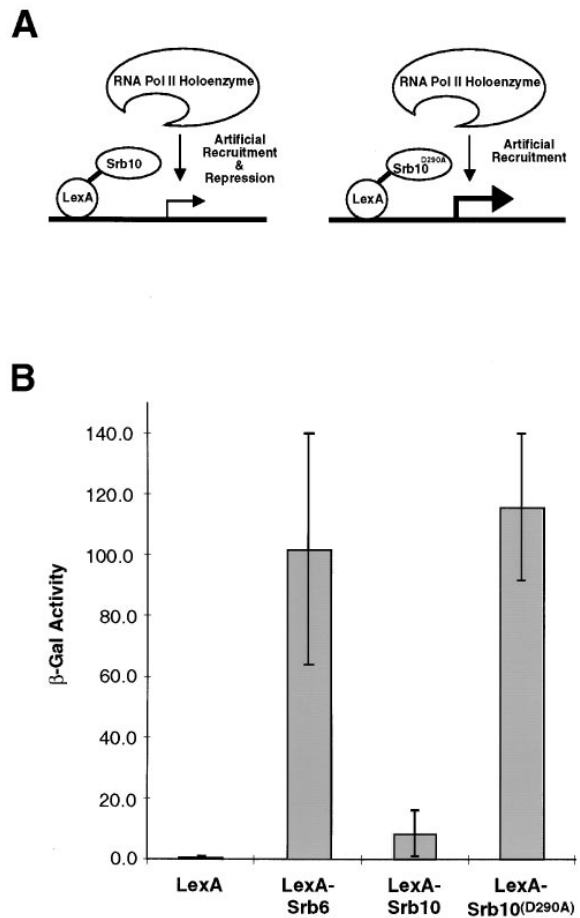 A
RNA Pol II Holoenzyme
Srb10
LexA
Artificial
Recruitment
&
Repression
RNA Pol II Holoenzyme
Srb10 D290A
LexA
Artificial
Recruitment
B
β-Gal Activity
140.0
120.0
100.0
80.0
60.0
40.0
20.0
0.0
LexA
LexA-
Srb6
LexA-
Srb10
LexA-
Srb10(D290A)